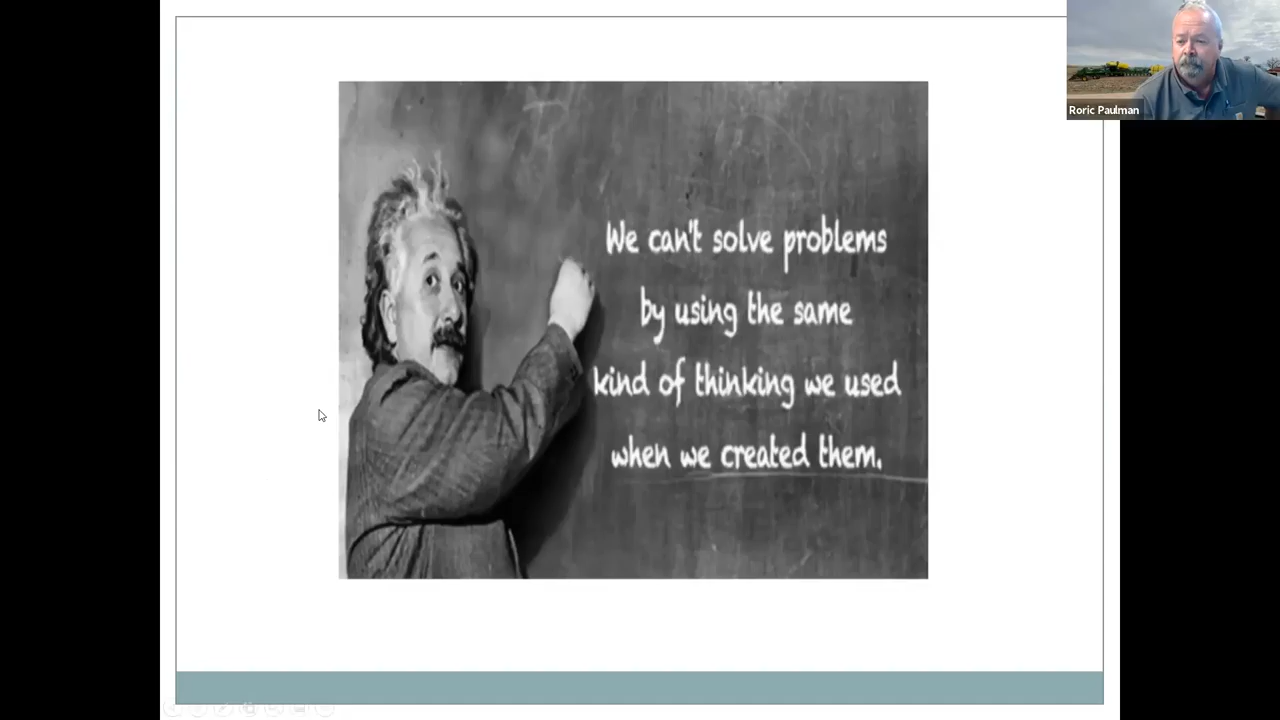 Roric Paulman
We can't solve problems
by using the same
kind of thinking we used
when we created them.